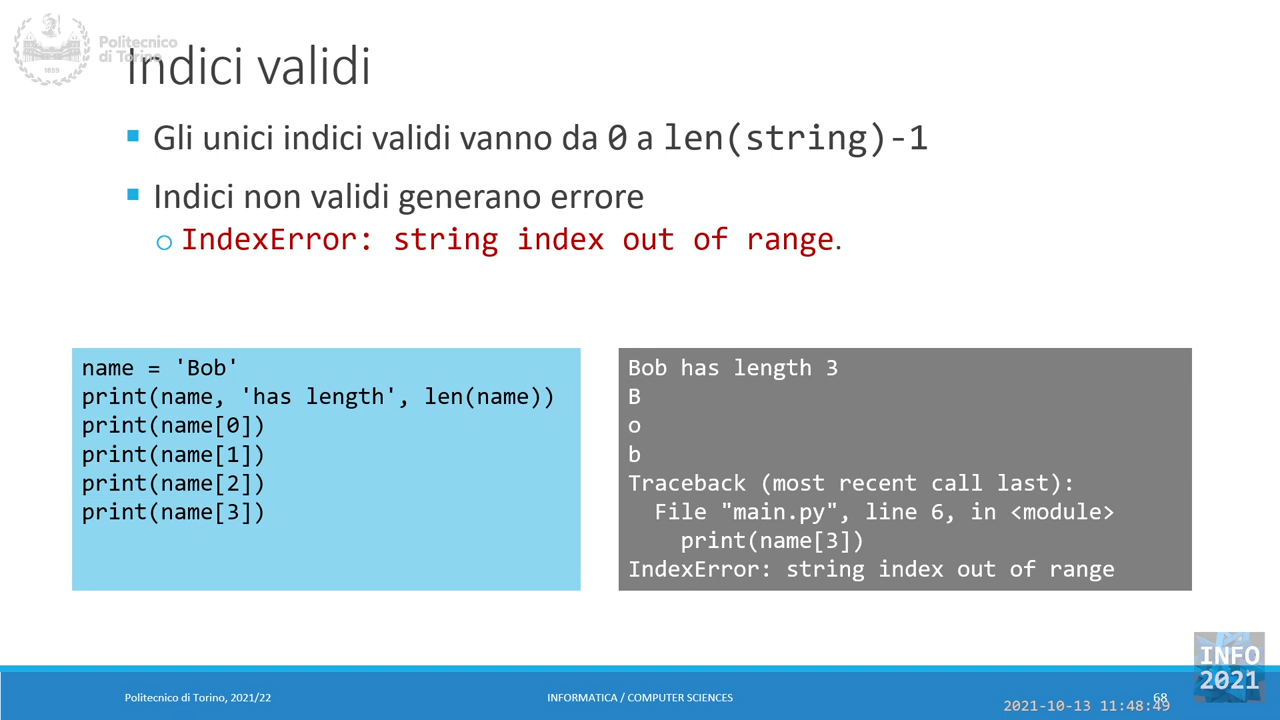 Politecnico
di Torino
1859
Indici validi
Gli unici indici validi vanno da 0 a len(string)-1
Indici non validi generano errore
IndexError: string index out of range.
name = 'Bob'
print(name, 'has length', len(name))
print(name[0])
print(name[1])
print(name[2])
print(name[3])
Bob has length 3
B
o
b
Traceback (most recent call last):
  File "main.py", line 6, in <module>
    print(name[3])
IndexError: string index out of range
INFO
2021
Politecnico di Torino, 2021/22
INFORMATICA / COMPUTER SCIENCES
68
2021-10-13 11:48:49